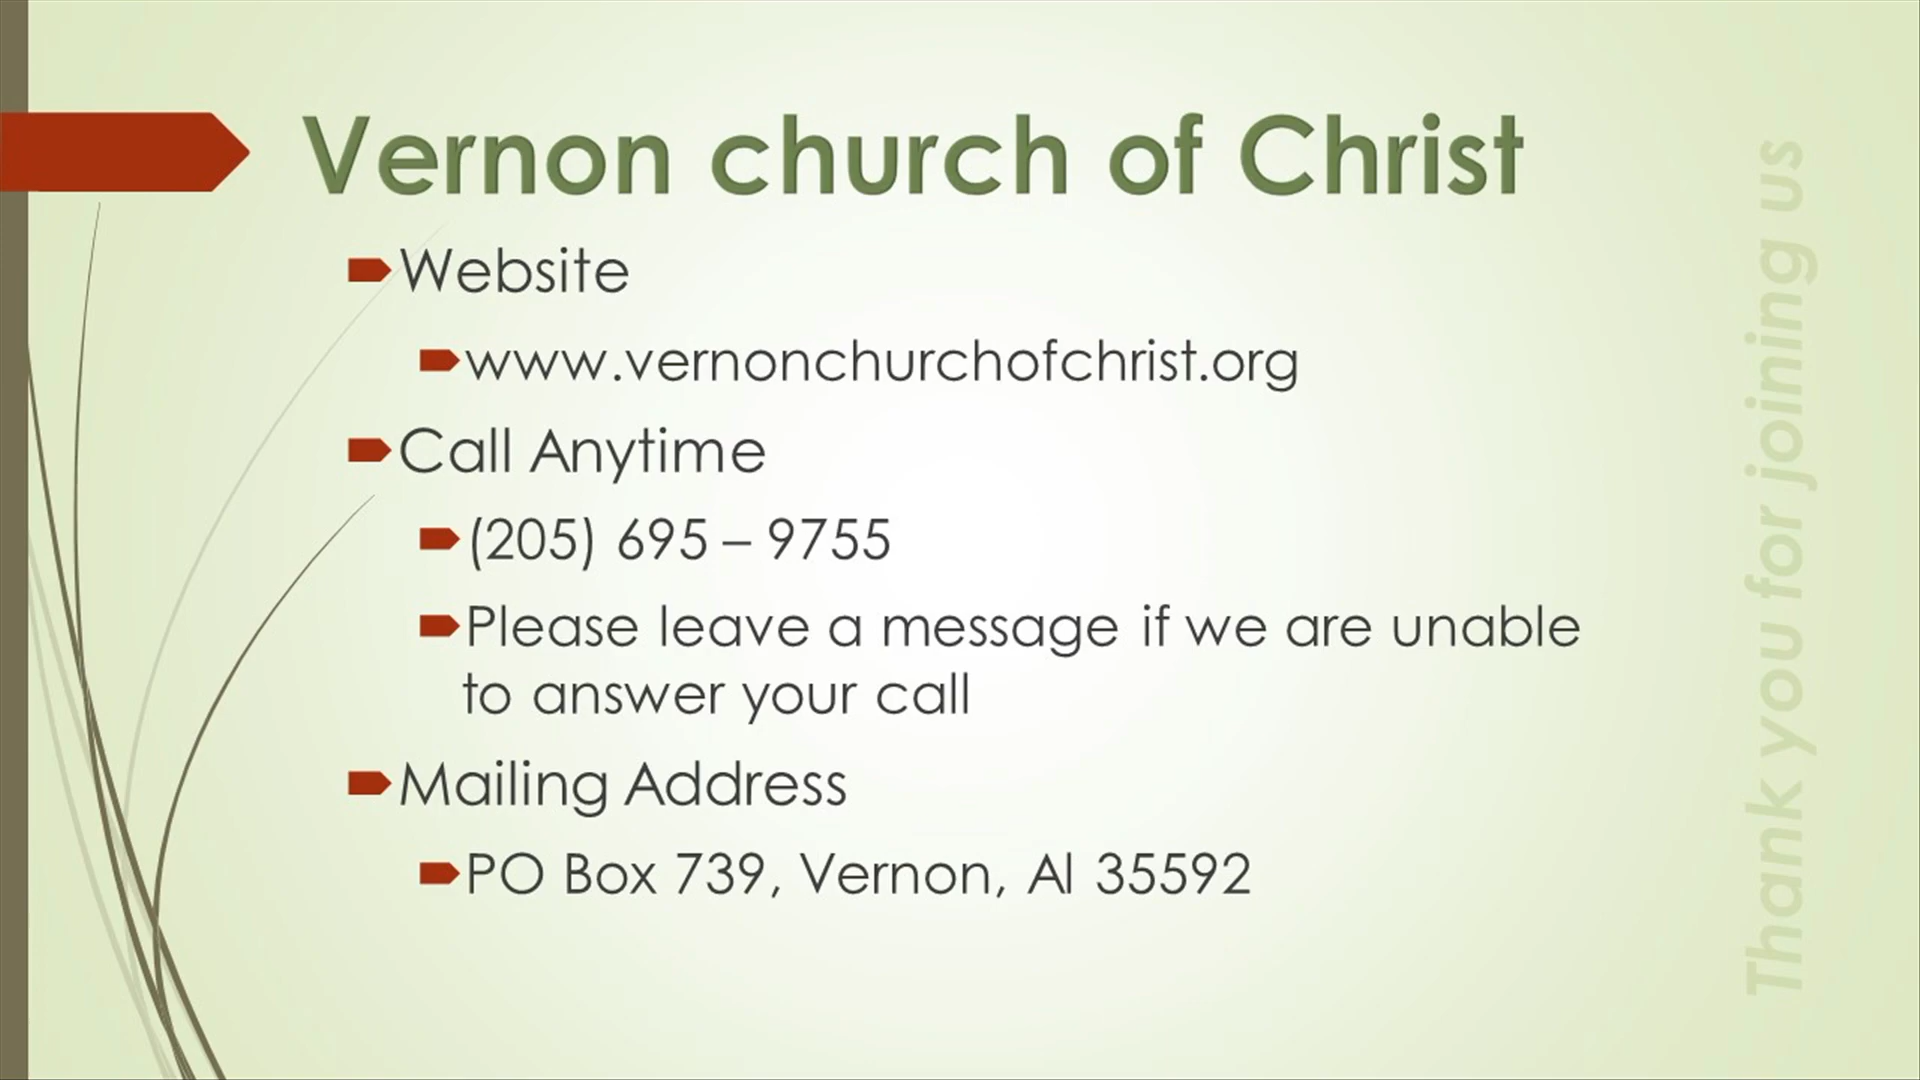 Vernon church of Christ
Website
www.vernonchurchofchrist.org
Call Anytime
(205) 695 – 9755
Please leave a message if we are unable
to answer your call
Mailing Address
PO Box 739, Vernon, Al 35592
Thank you for joining us